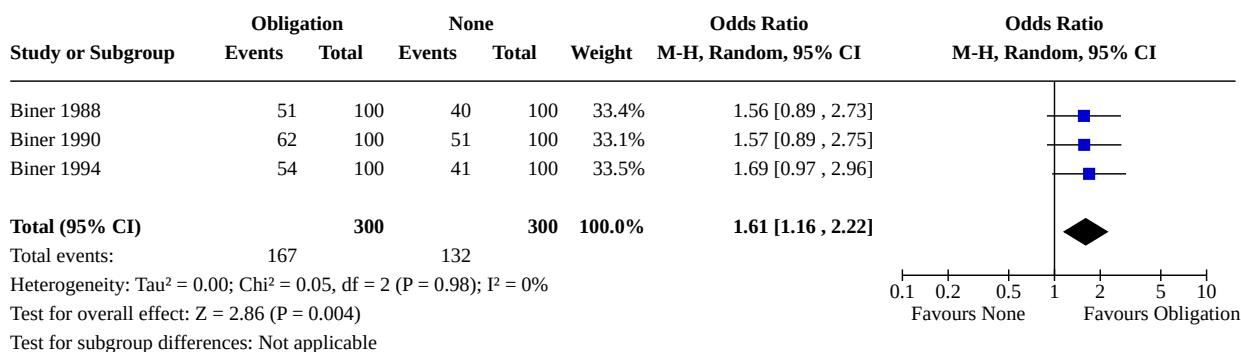 Obligation None Odds Ratio Odds Ratio
Study or Subgroup Events Total Events Total Weight M-H, Random, 95% CI M-H, Random, 95% CI
Biner 1988 51 100 40 100 33.4% 1.56 [0.89 , 2.73]
Biner 1990 62 100 51 100 33.1% 1.57 [0.89 , 2.75]
Biner 1994 54 100 41 100 33.5% 1.69 [0.97 , 2.96]
Total (95% CI) 300 300 100.0% 1.61 [1.16 , 2.22]
Total events: 167 132
Heterogeneity: Tau² = 0.00; Chi² = 0.05, df = 2 (P = 0.98); I² = 0%
0.1 0.2 0.5 1 2 5 10
Test for overall effect: Z = 2.86 (P = 0.004) Favours None Favours Obligation
Test for subgroup differences: Not applicable